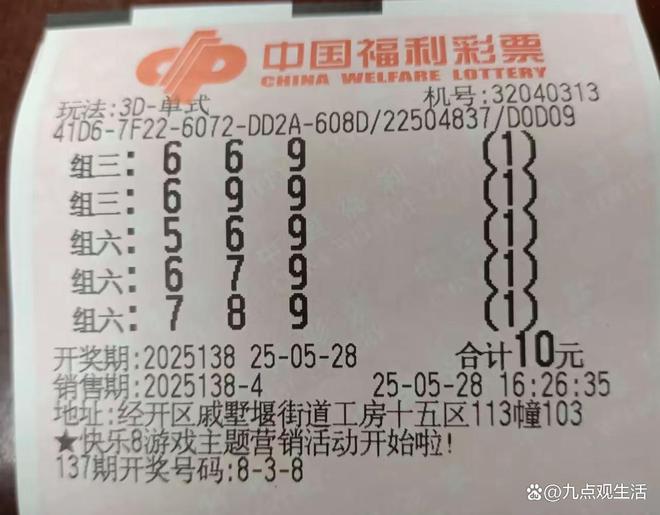 中国福利彩票
CHINA WELFARE LOTTERY
玩法:3D-单式 机号:32040313
41D6-7F22-6072-DD2A-608D/22504837/D0D09
组三: 6 6 9 (1)
组三: 6 9 9 (1)
组六: 5 6 9 (1)
组六: 6 7 9 (1)
组六: 7 8 9 (1)
开奖期:2025138 25-05-28 合计10元
销售期:2025138-4 25-05-28 16:26:35
地址:经开区戚墅堰街道工房十五区113幢103
★快乐8游戏主题营销活动开始啦!
137期开奖号码:8-3-8
九点观生活